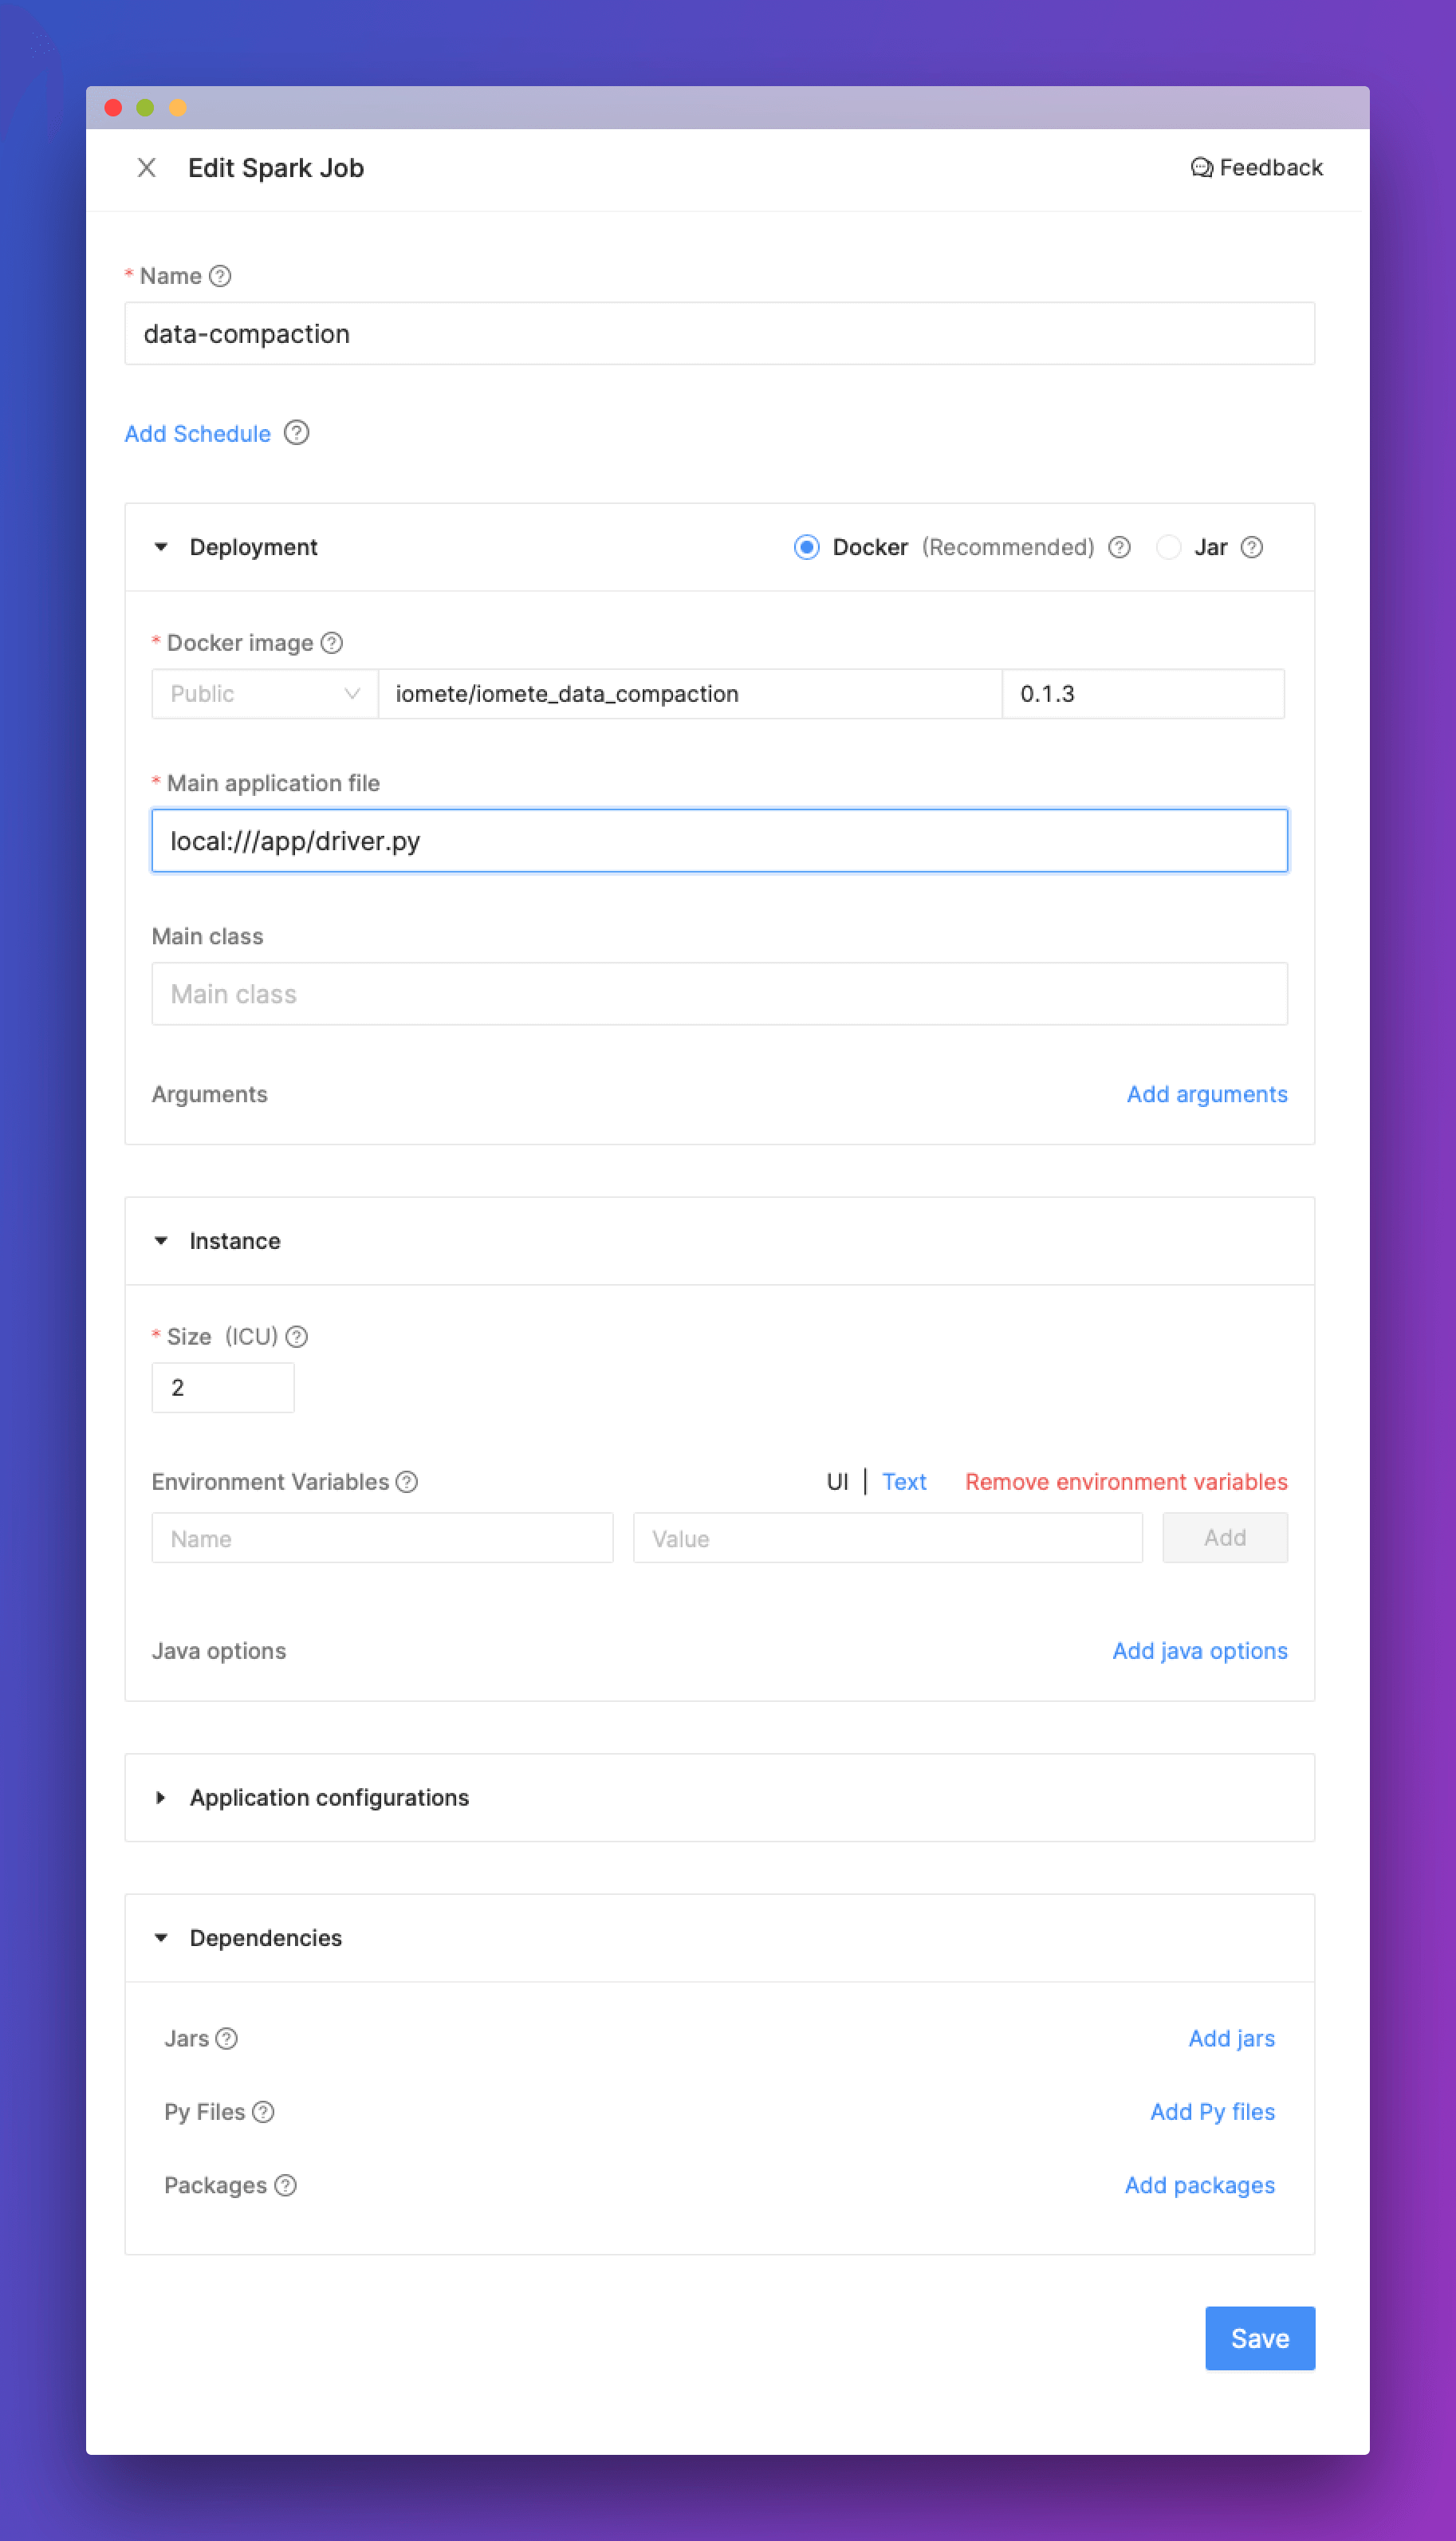 Edit Spark Job
Feedback
* Name
data-compaction
Add Schedule
Deployment
Docker (Recommended)
Jar
* Docker image
Public
iomete/iomete_data_compaction
0.1.3
* Main application file
local:///app/driver.py
Main class
Main class
Arguments
Add arguments
Instance
* Size (ICU)
2
Environment Variables
UI | Text
Remove environment variables
Name
Value
Add
Java options
Add java options
Application configurations
Dependencies
Jars
Add jars
Py Files
Add Py files
Packages
Add packages
Save